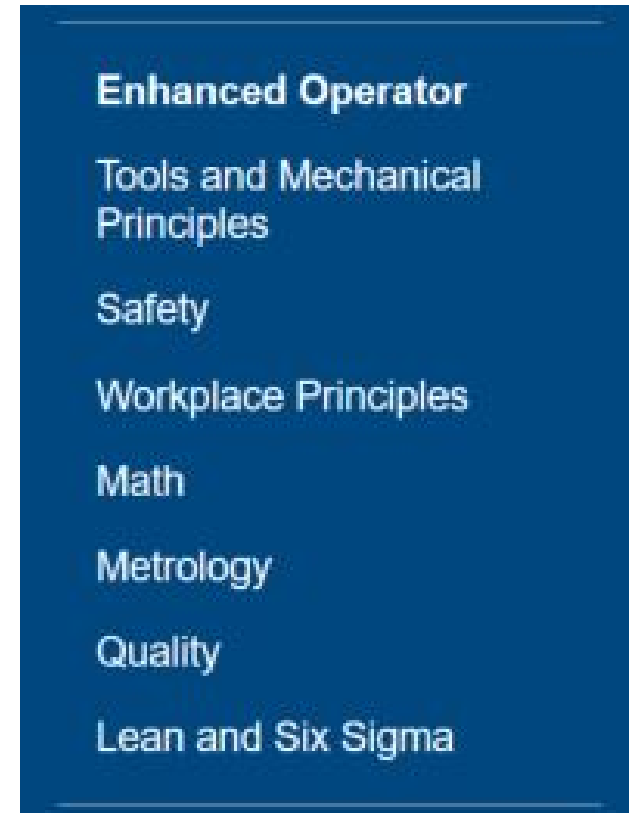 Enhanced Operator
Tools and Mechanical
Principles
Safety
Workplace Principles
Math
Metrology
Quality
Lean and Six Sigma